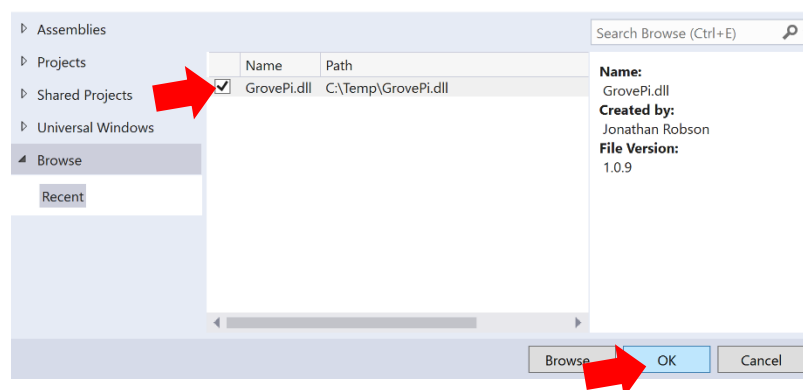 Assemblies
Projects
Shared Projects
Universal Windows
Browse
Recent
Name Path
GrovePi.dll C:\Temp\GrovePi.dll
Search Browse (Ctrl+E)
Name:
GrovePi.dll
Created by:
Jonathan Robson
File Version:
1.0.9
Browse OK Cancel